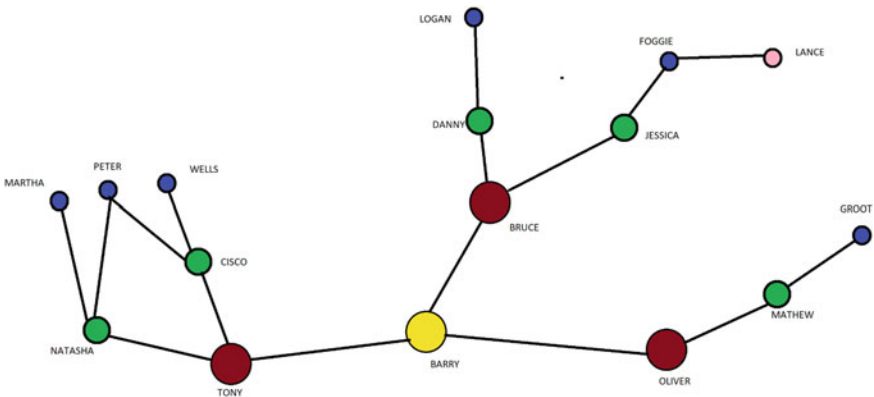 LOGAN
FOGGIE
LANCE
DANNY
JESSICA
PETER
WELLS
MARTHA
GROOT
BRUCE
CISCO
MATHEW
NATASHA
BARRY
OLIVER
TONY